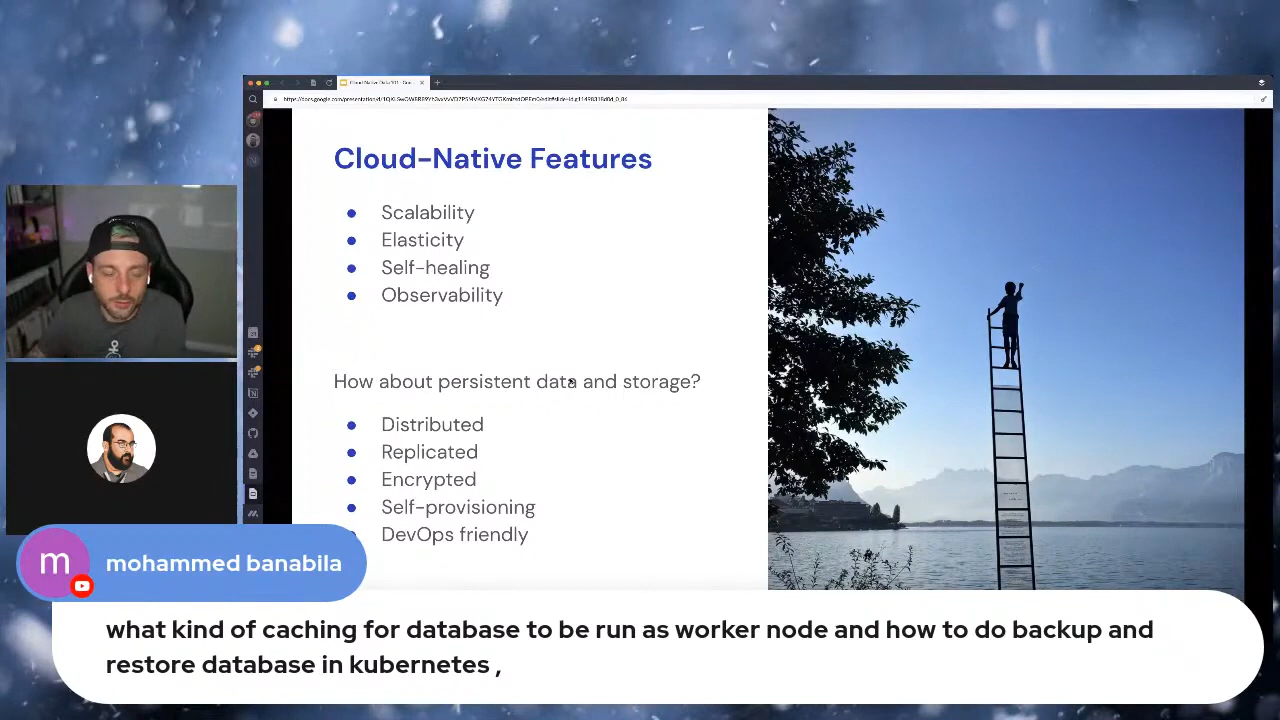 Cloud-Native Features
Scalability
Elasticity
Self-healing
Observability
How about persistent data and storage?
Distributed
Replicated
Encrypted
Self-provisioning
DevOps friendly
m
mohammed banabila
what kind of caching for database to be run as worker node and how to do backup and
restore database in kubernetes ,